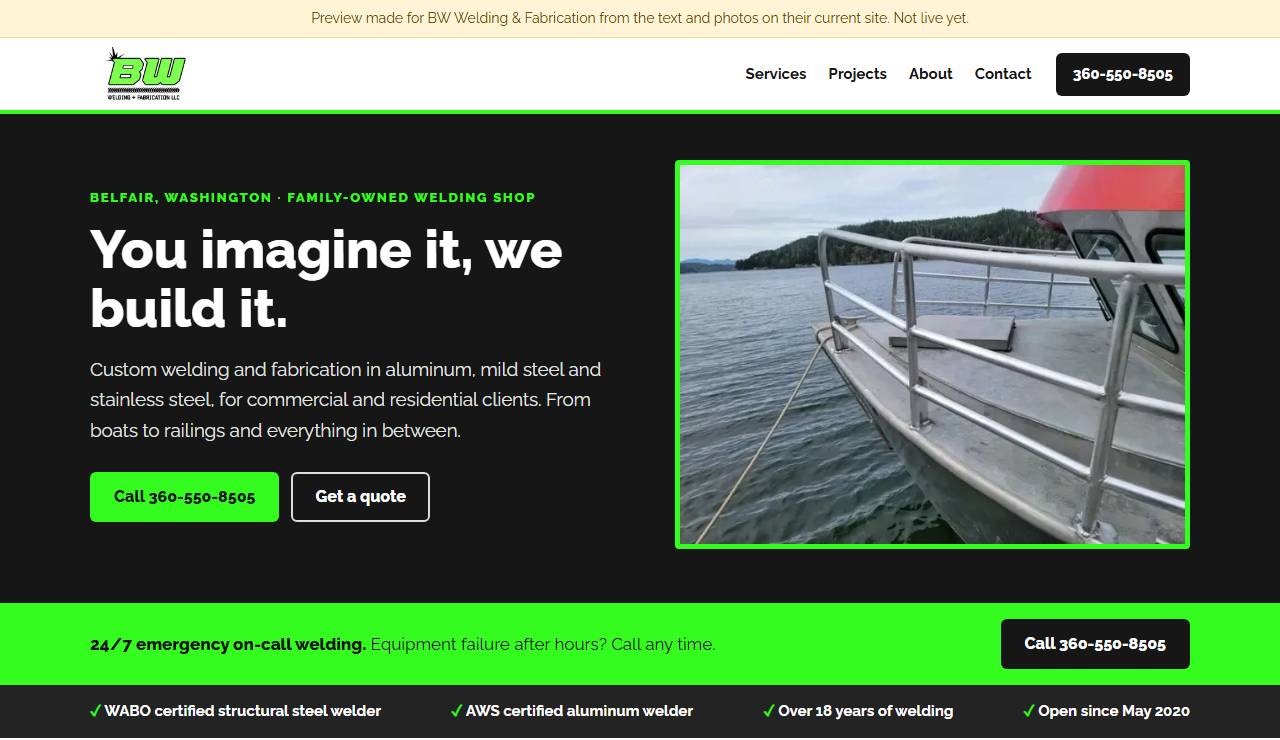 Preview made for BW Welding & Fabrication from the text and photos on their current site. Not live yet.
BW
WELDING + FABRICATION LLC
Services
Projects
About
Contact
360-550-8505
BELFAIR, WASHINGTON · FAMILY-OWNED WELDING SHOP
You imagine it, we
build it.
Custom welding and fabrication in aluminum, mild steel and
stainless steel, for commercial and residential clients. From
boats to railings and everything in between.
Call 360-550-8505
Get a quote
24/7 emergency on-call welding. Equipment failure after hours? Call any time.
Call 360-550-8505
✓ WABO certified structural steel welder
✓ AWS certified aluminum welder
✓ Over 18 years of welding
✓ Open since May 2020